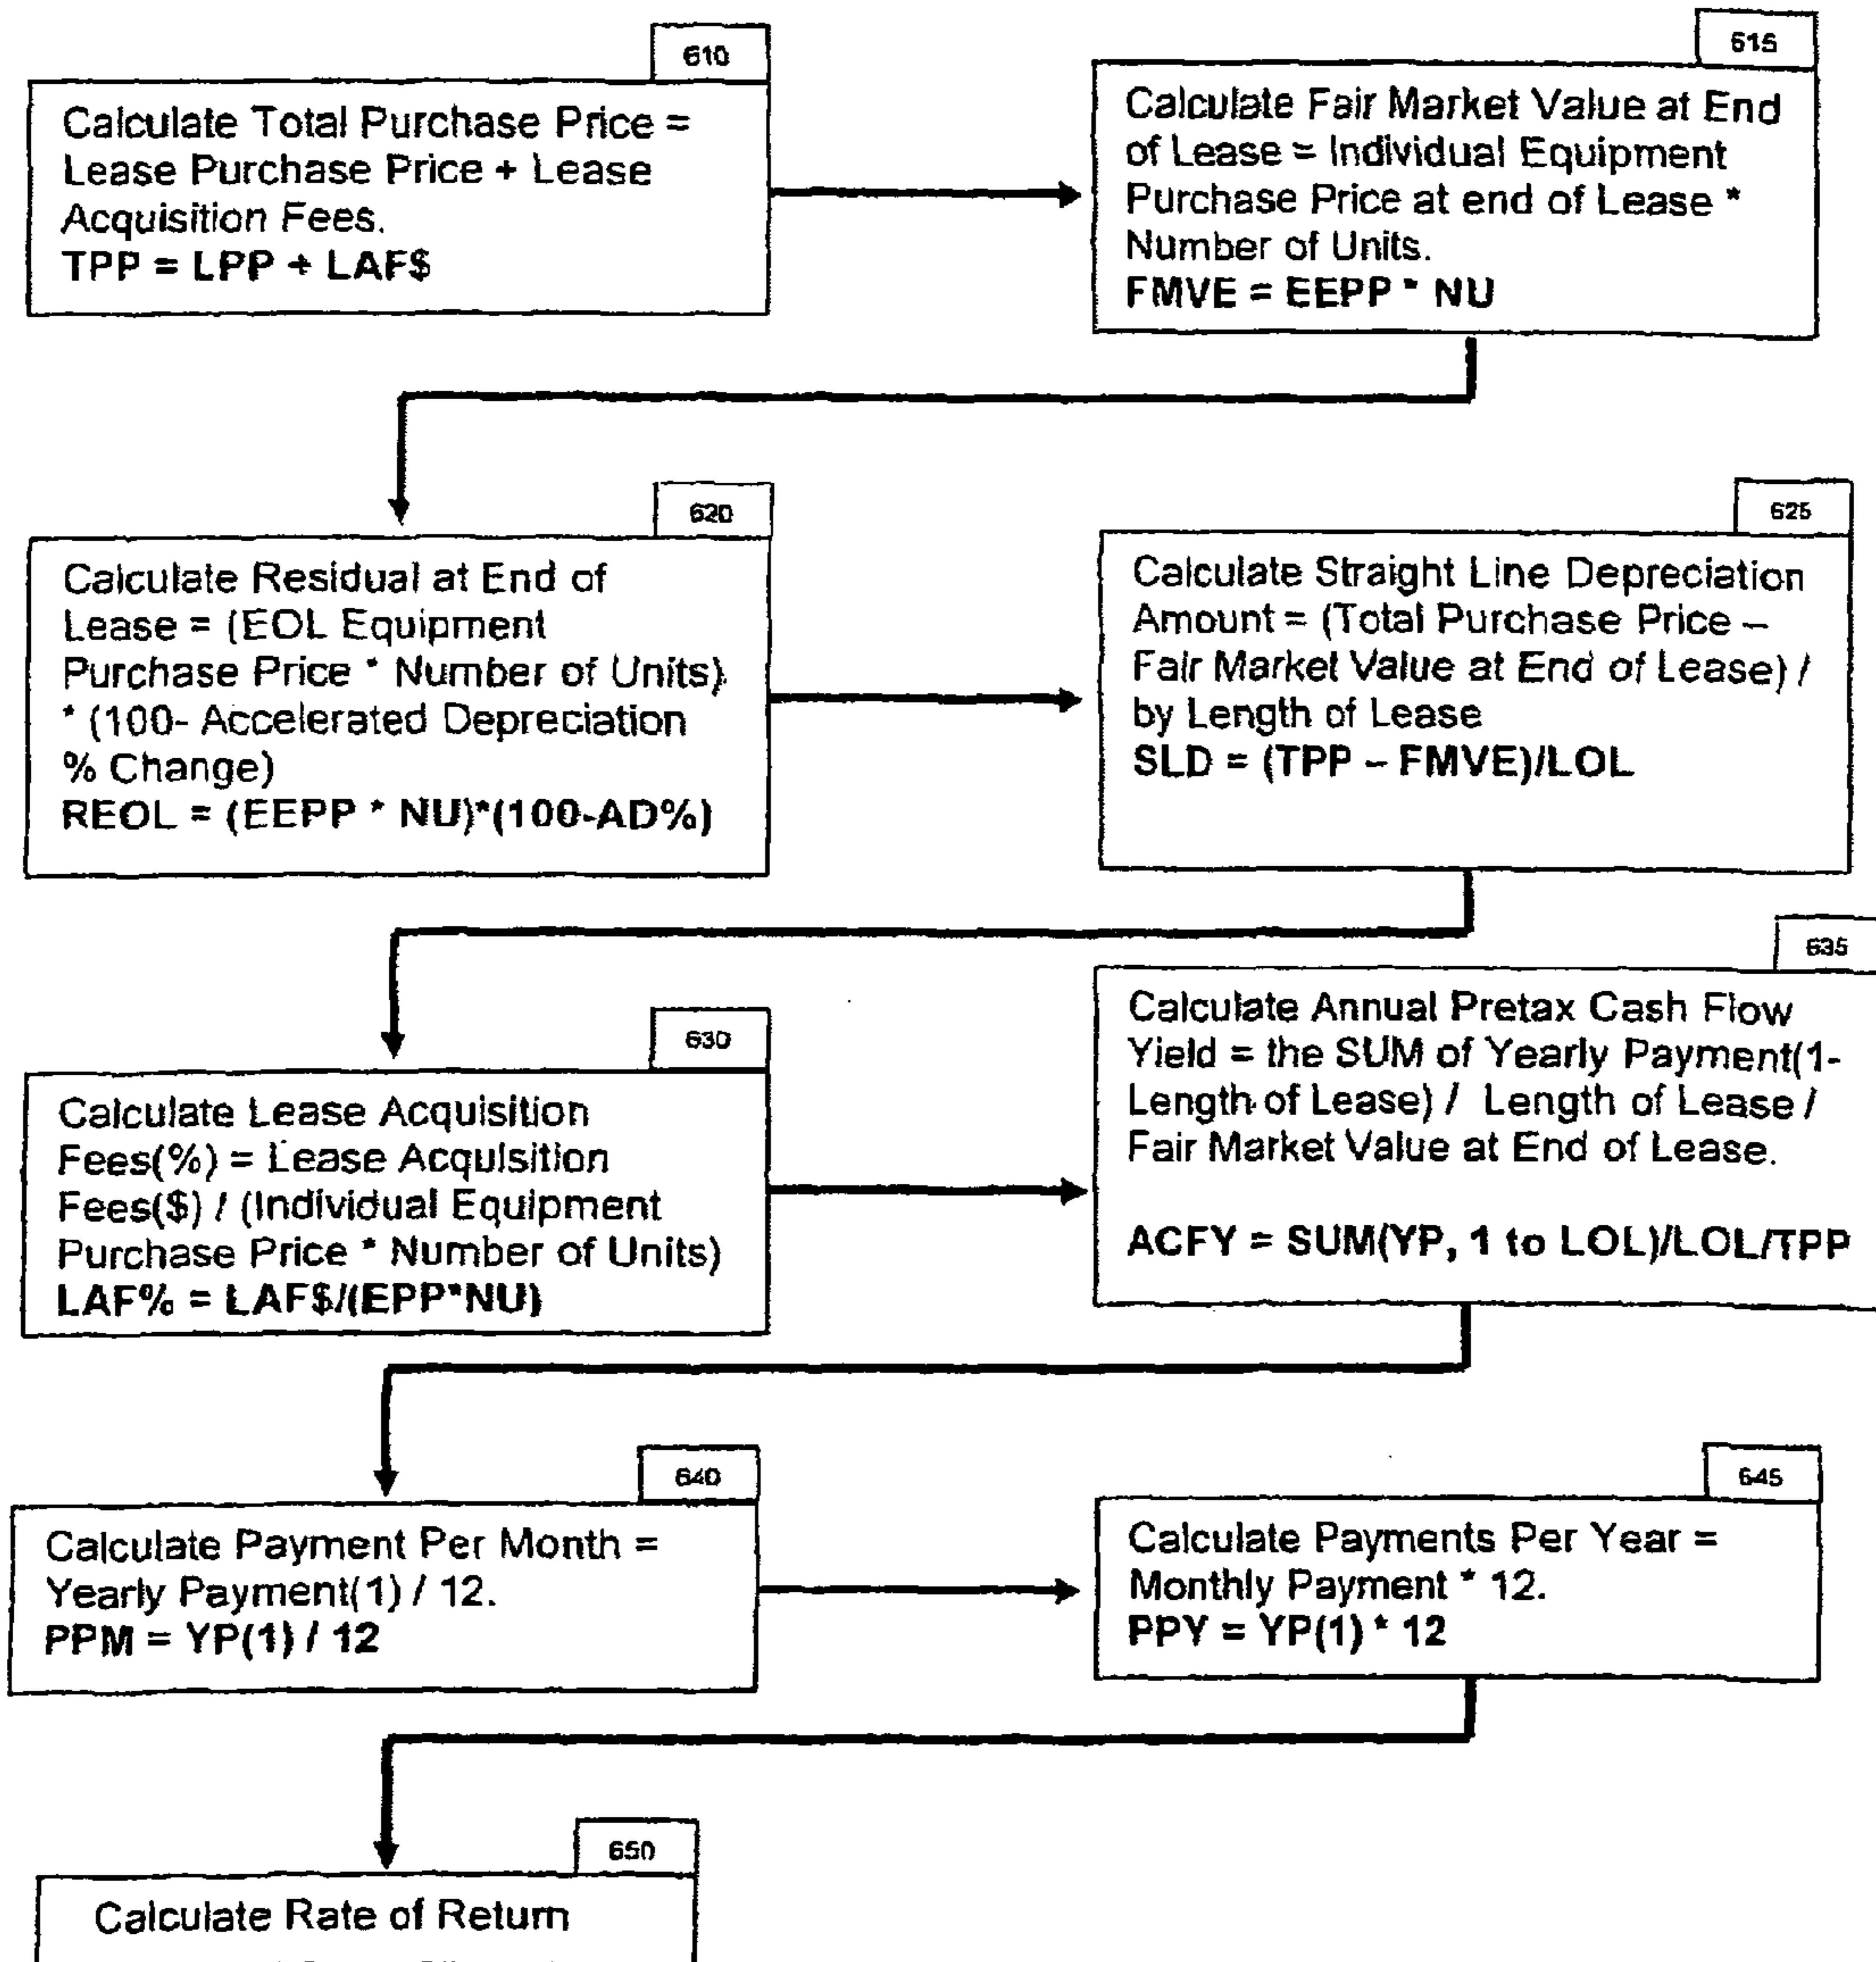 610
Calculate Total Purchase Price =
Lease Purchase Price + Lease
Acquisition Fees.
TPP = LPP + LAF$
615
Calculate Fair Market Value at End
of Lease = Individual Equipment
Purchase Price at end of Lease *
Number of Units.
FMVE = EEPP * NU
620
Calculate Residual at End of
Lease = (EOL Equipment
Purchase Price * Number of Units)
* (100- Accelerated Depreciation
% Change)
REOL = (EEPP * NU)*(100-AD%)
625
Calculate Straight Line Depreciation
Amount = (Total Purchase Price –
Fair Market Value at End of Lease) /
by Length of Lease
SLD = (TPP – FMVE)/LOL
630
Calculate Lease Acquisition
Fees(%) = Lease Acquisition
Fees($) / (Individual Equipment
Purchase Price * Number of Units)
LAF% = LAF$/(EPP*NU)
635
Calculate Annual Pretax Cash Flow
Yield = the SUM of Yearly Payment(1-
Length of Lease) / Length of Lease /
Fair Market Value at End of Lease.
ACFY = SUM(YP, 1 to LOL)/LOL/TPP
640
Calculate Payment Per Month =
Yearly Payment(1) / 12.
PPM = YP(1) / 12
645
Calculate Payments Per Year =
Monthly Payment * 12.
PPY = YP(1) * 12
650
Calculate Rate of Return